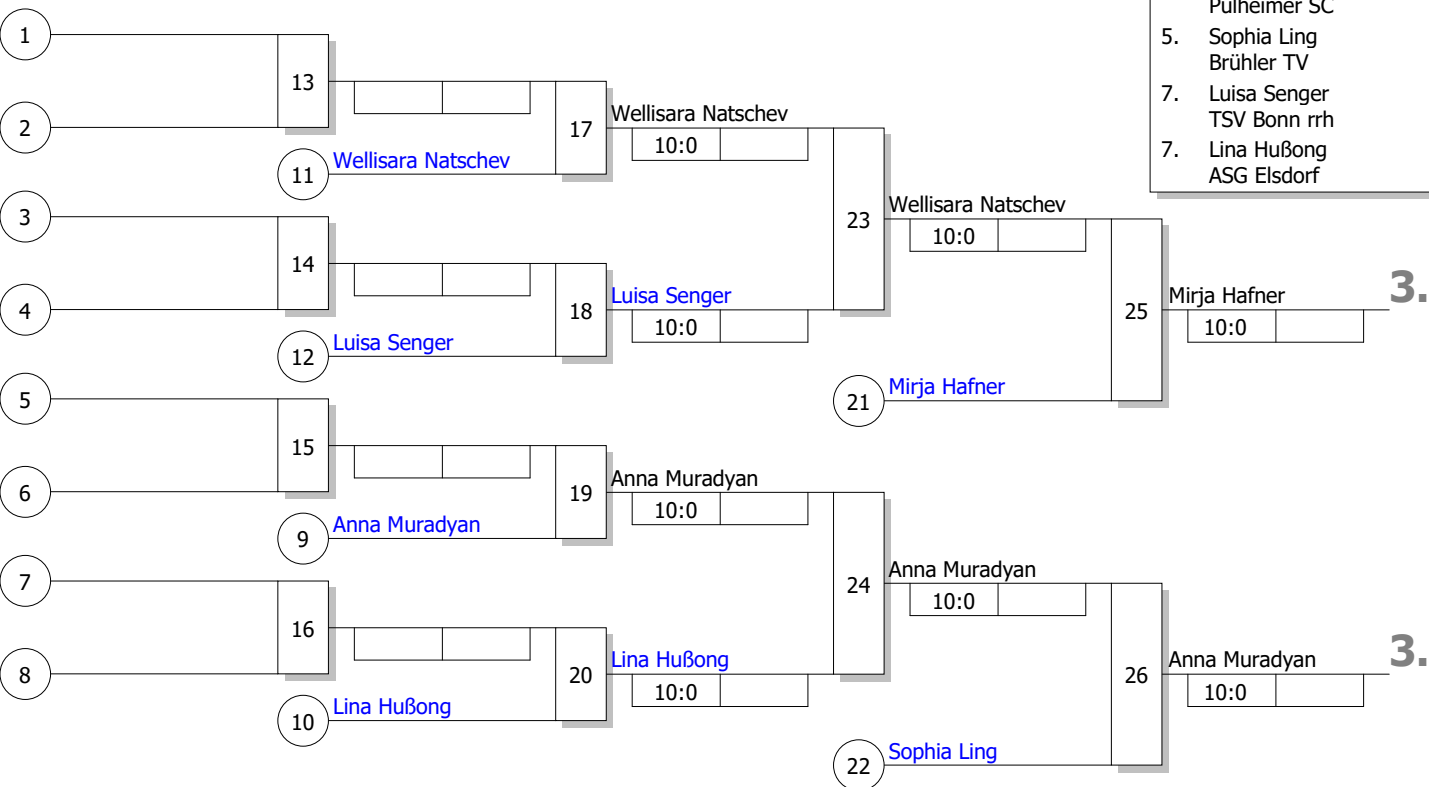 Pulheimer SC
5. Sophia Ling
Brühler TV
7. Luisa Senger
TSV Bonn rrh
7. Lina Hußong
ASG Elsdorf
1
13
2
17
Wellisara Natschev
10:0
11
Wellisara Natschev
3
23
Wellisara Natschev
10:0
14
4
18
Luisa Senger
10:0
12
Luisa Senger
25
Mirja Hafner
3.
10:0
5
21
Mirja Hafner
15
6
19
Anna Muradyan
10:0
9
Anna Muradyan
7
24
Anna Muradyan
10:0
16
8
20
Lina Hußong
10:0
10
Lina Hußong
26
Anna Muradyan
3.
10:0
22
Sophia Ling